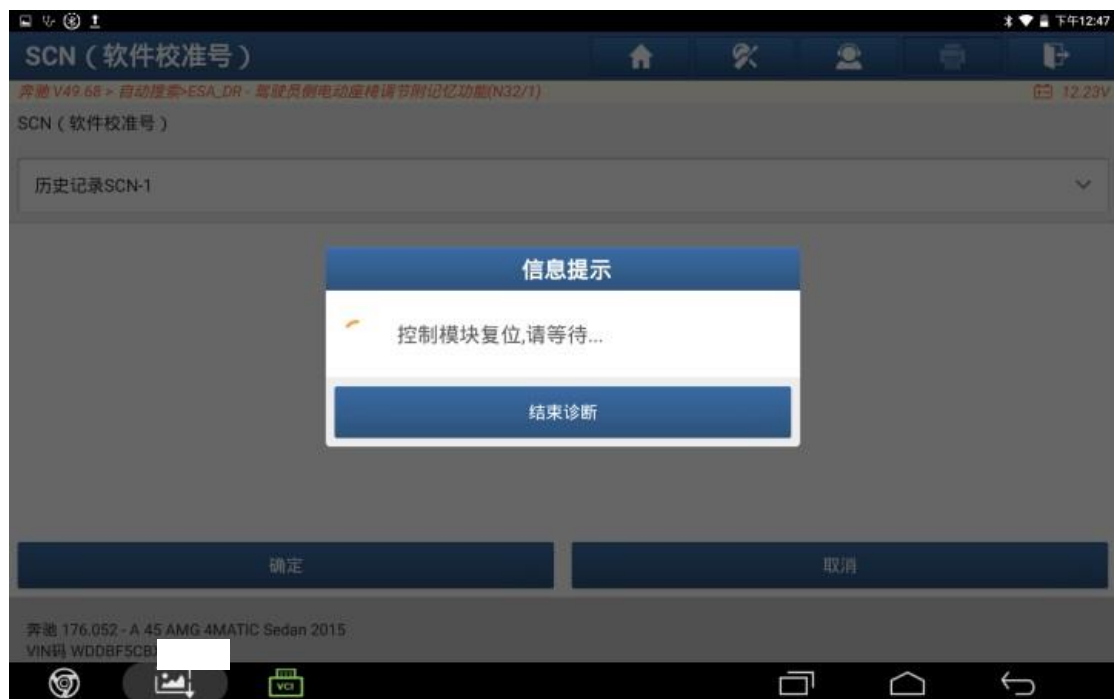 下午12:47
SCN（软件校准号）
奔驰 V49.68 > 自动搜索>ESA_DR - 驾驶员侧电动座椅调节附记忆功能(N32/1)
12.23V
SCN（软件校准号）
历史记录SCN-1
信息提示
控制模块复位,请等待...
结束诊断
确定
取消
奔驰 176.052 - A 45 AMG 4MATIC Sedan 2015
VIN码 WDDBF5CB
VCI